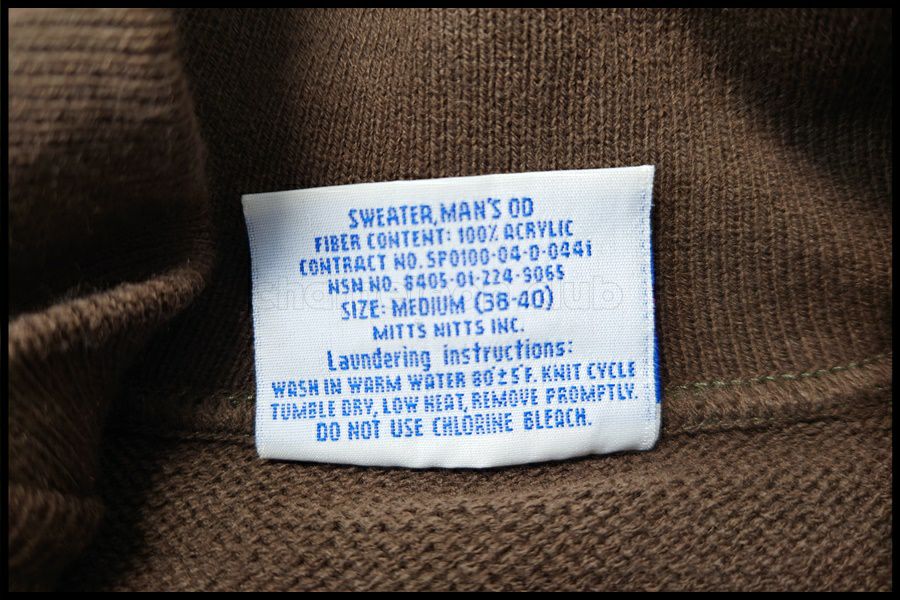 SWEATER, MAN'S OD
FIBER CONTENT: 100% ACRYLIC
CONTRACT NO. SP0100-04-D-0441
NSN NO. 8405-01-224-9065
SIZE: MEDIUM (38-40)
MITTS NITTS INC.
Laundering instructions:
WASH IN WARM WATER 80°±5°F. KNIT CYCLE
TUMBLE DRY, LOW HEAT, REMOVE PROMPTLY.
DO NOT USE CHLORINE BLEACH.